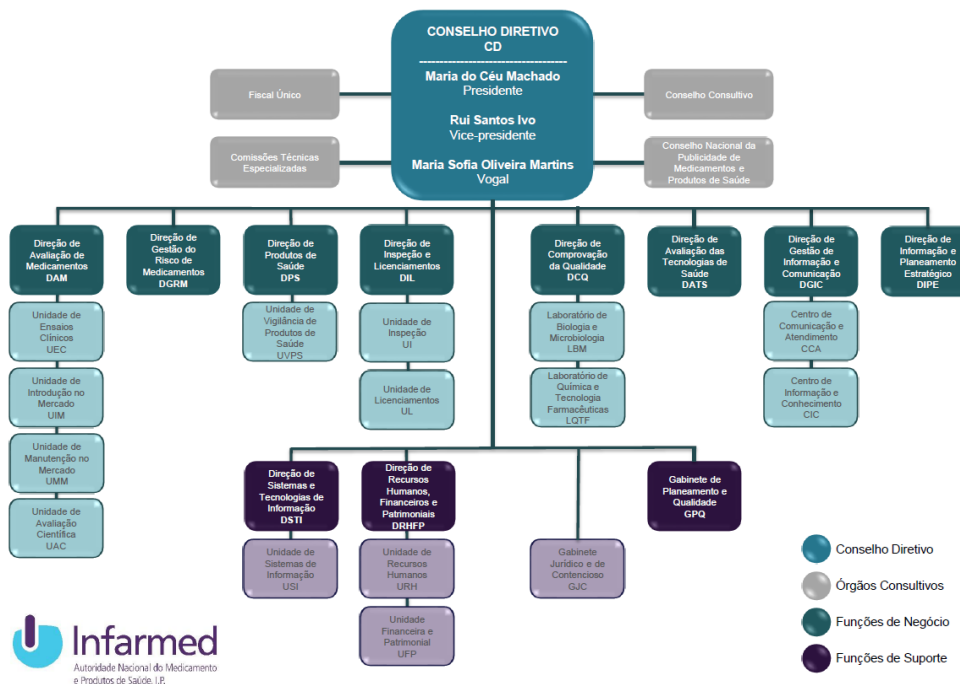 CONSELHO DIRETIVO
CD
------------------------------------
Maria do Céu Machado
Presidente
Rui Santos Ivo
Vice-presidente
Maria Sofia Oliveira Martins
Vogal
Fiscal Único
Conselho Consultivo
Comissões Técnicas
Especializadas
Conselho Nacional da
Publicidade de
Medicamentos e
Produtos de Saúde
Direção de
Avaliação de
Medicamentos
DAM
Direção de
Gestão do
Risco de
Medicamentos
DGRM
Direção de
Produtos de
Saúde
DPS
Direção de
Inspeção e
Licenciamentos
DIL
Direção de
Comprovação
da Qualidade
DCQ
Direção de
Avaliação das
Tecnologias de
Saúde
DATS
Direção de
Gestão de
Informação e
Comunicação
DGIC
Direção de
Informação e
Planeamento
Estratégico
DIPE
Unidade de
Ensaios
Clínicos
UEC
Unidade de
Vigilância de
Produtos de
Saúde
UVPS
Unidade de
Inspeção
UI
Laboratório de
Biologia e
Microbiologia
LBM
Centro de
Comunicação e
Atendimento
CCA
Unidade de
Introdução no
Mercado
UIM
Unidade de
Licenciamentos
UL
Laboratório de
Química e
Tecnologia
Farmacêuticas
LQTF
Centro de
Informação e
Conhecimento
CIC
Unidade de
Manutenção no
Mercado
UMM
Unidade de
Avaliação
Científica
UAC
Direção de
Sistemas e
Tecnologias de
Informação
DSTI
Direção de
Recursos
Humanos,
Financeiros e
Patrimoniais
DRHFP
Gabinete
de Planeamento e
Qualidade
GPQ
Unidade de
Sistemas de
Informação
USI
Unidade de
Recursos
Humanos
URH
Gabinete
Jurídico e de
Contencioso
GJC
Unidade
Financeira e
Patrimonial
UFP
Conselho Diretivo
Órgãos Consultivos
Funções de Negócio
Funções de Suporte
Infarmed
Autoridade Nacional do Medicamento
e Produtos de Saúde, I.P.